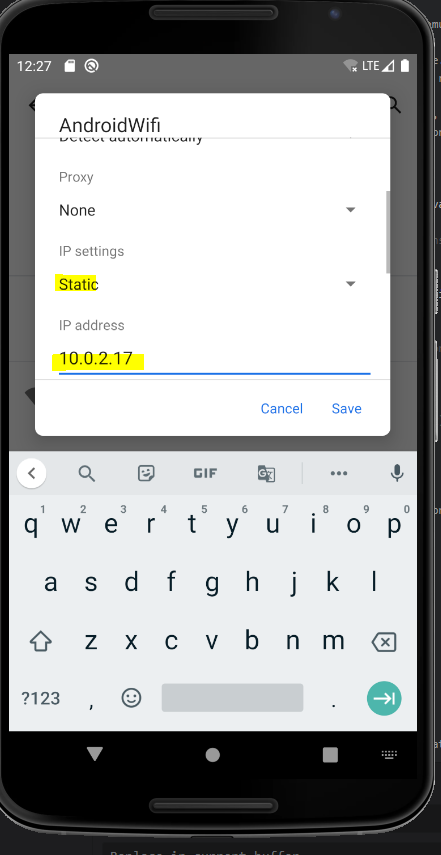 12:27 LTE
AndroidWifi
Detect automatically
Proxy
None
IP settings
Static
IP address
10.0.2.17
Cancel Save
GIF
1 2 3 4 5 6 7 8 9 0
q w e r t y u i o p
a s d f g h j k l
z x c v b n m
?123 , .
Replace in current buffer